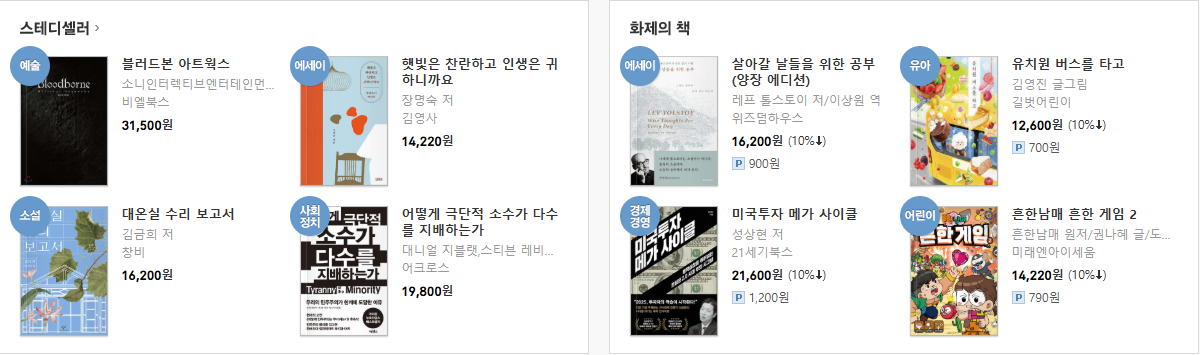 스테디셀러 >
예술
Bloodborne
블러드본 아트웍스
소니인터렉티브엔터테인먼...
비엘북스
31,500원
에세이
햇빛은 찬란하고 인생은 귀
하니까요
장명숙 저
김영사
14,220원
소설
보고서
대온실 수리 보고서
김금희 저
창비
16,200원
사회
정치
극단적
소수가
다수를
지배하는가
Tyranny of the Minority
어떻게 극단적 소수가 다수
를 지배하는가
대니얼 지블랫,스티븐 레비...
어크로스
19,800원
화제의 책
에세이
LEV TOLSTOY
Wise Thoughts For
Every Day
살아갈 날들을 위한 공부
(양장 에디션)
레프 톨스토이 저/이상원 역
위즈덤하우스
16,200원 (10%↓)
P 900원
유아
유치원 버스를 타고
유치원 버스를 타고
김영진 글그림
길벗어린이
12,600원 (10%↓)
P 700원
경제
경영
미국투자
메가 사이클
미국투자 메가 사이클
성상현 저
21세기북스
21,600원 (10%↓)
P 1,200원
어린이
흔한 게임
흔한남매 흔한 게임 2
흔한남매 원저/권나혜 글/도...
미래엔아이세움
14,220원 (10%↓)
P 790원